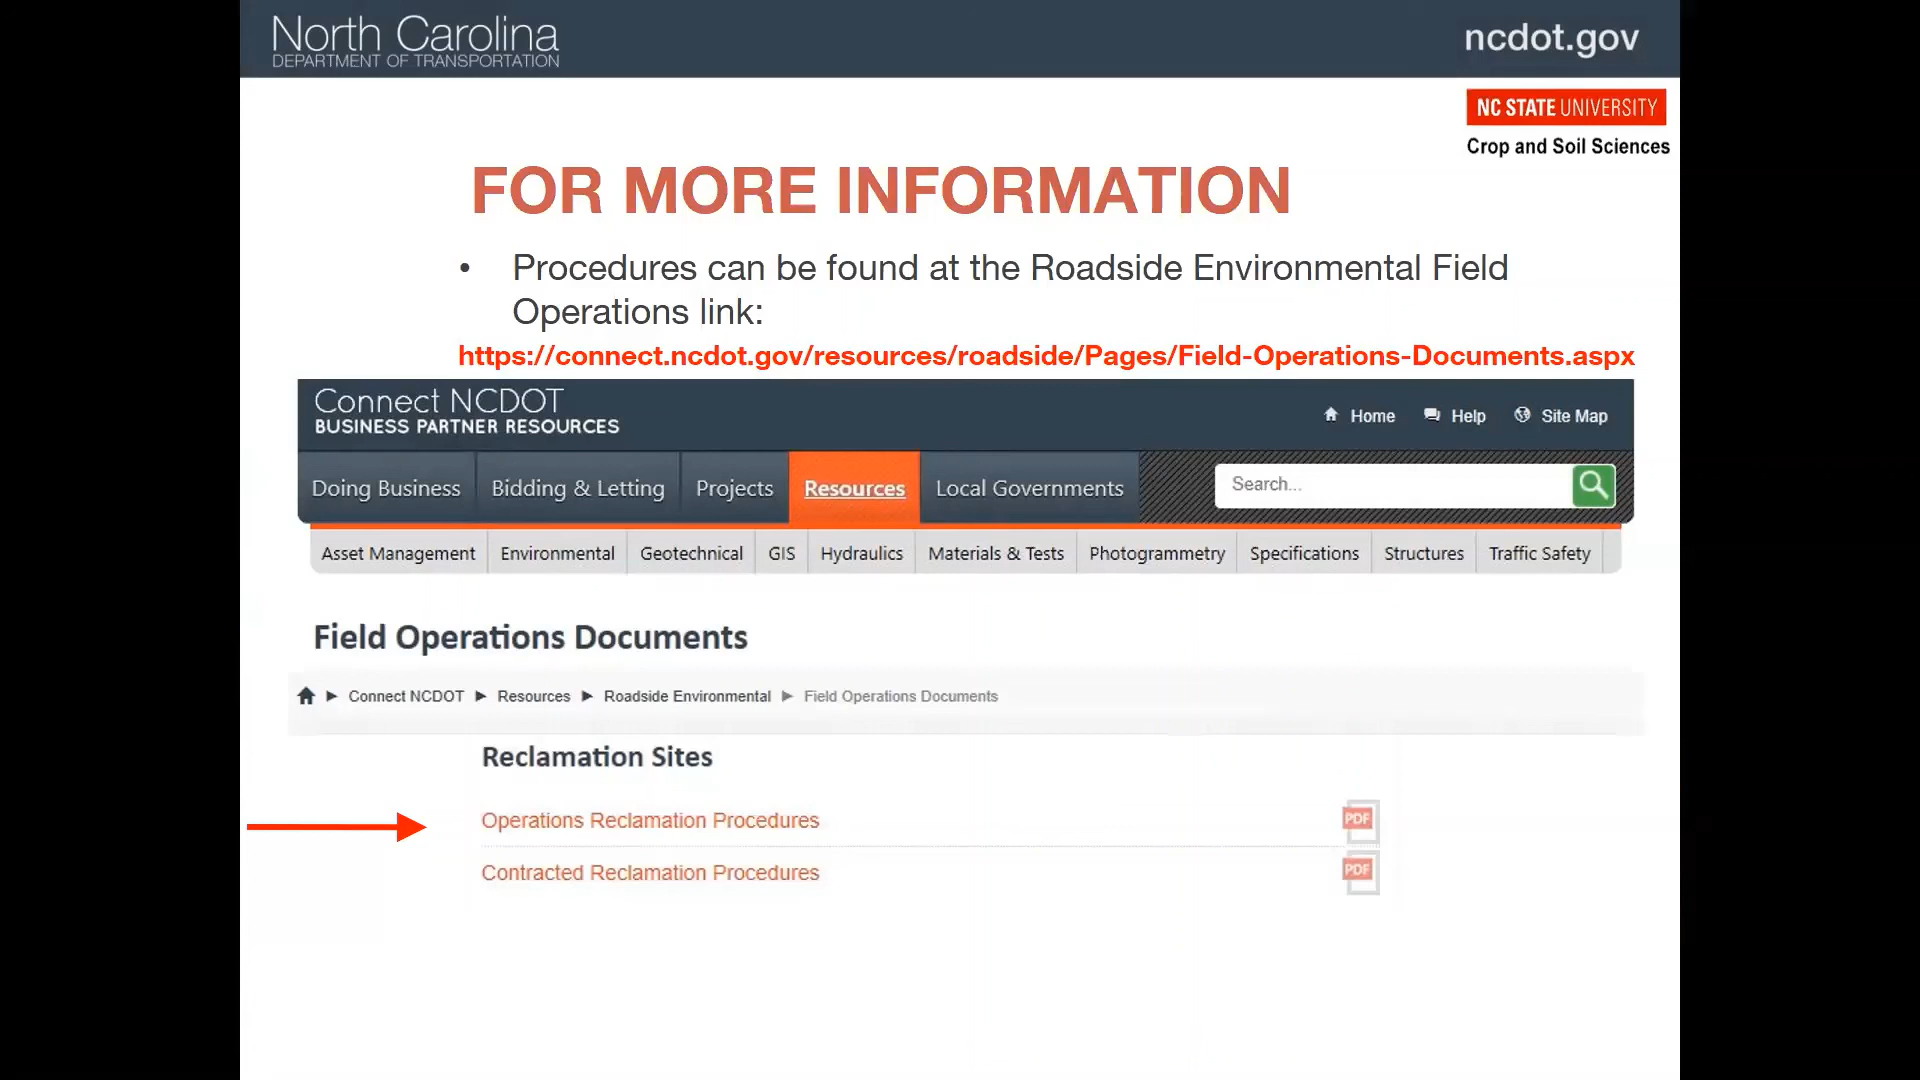 North Carolina
DEPARTMENT OF TRANSPORTATION
ncdot.gov
NC STATE UNIVERSITY
Crop and Soil Sciences
FOR MORE INFORMATION
• Procedures can be found at the Roadside Environmental Field
Operations link:
https://connect.ncdot.gov/resources/roadside/Pages/Field-Operations-Documents.aspx
Connect NCDOT
BUSINESS PARTNER RESOURCES
Home Help Site Map
Doing Business Bidding & Letting Projects Resources Local Governments Search...
Asset Management Environmental Geotechnical GIS Hydraulics Materials & Tests Photogrammetry Specifications Structures Traffic Safety
Field Operations Documents
Connect NCDOT Resources Roadside Environmental Field Operations Documents
Reclamation Sites
Operations Reclamation Procedures PDF
Contracted Reclamation Procedures PDF